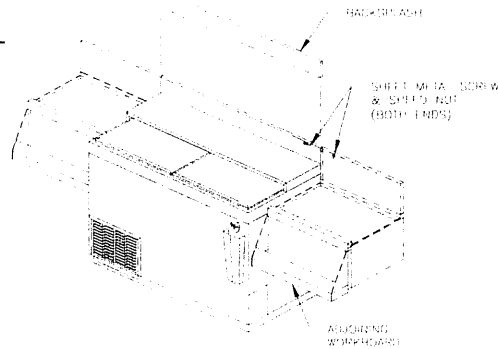 BACKSPLASH
SHEET METAL SCREW
& SPEED NUT
(BOTH ENDS)
ADJOINING
WORKBOARD